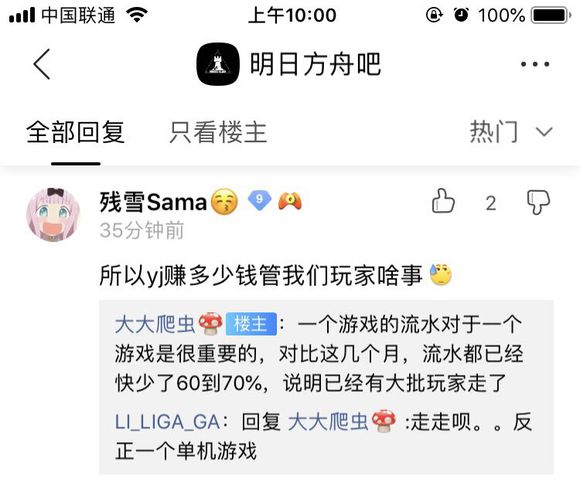 中国联通 上午10:00 100%
明日方舟吧
全部回复 只看楼主 热门
残雪Sama 9 2
35分钟前
所以yj赚多少钱管我们玩家啥事
大大爬虫 楼主：一个游戏的流水对于一个
游戏是很重要的，对比这几个月，流水都已经
快少了60到70%，说明已经有大批玩家走了
LI_LIGA_GA：回复 大大爬虫 :走走呗。。反
正一个单机游戏